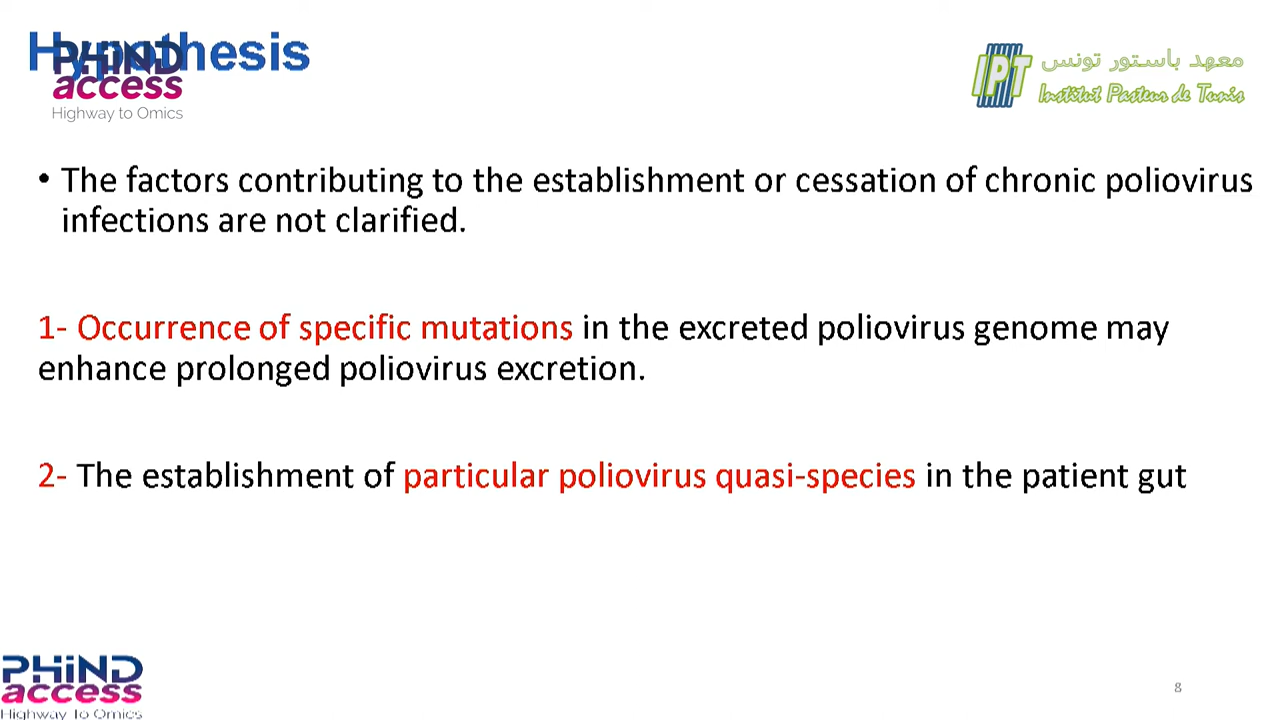 Hypothesis
PHiND
access
Highway to Omics
IPT
معهد باستور تونس
Institut Pasteur de Tunis
• The factors contributing to the establishment or cessation of chronic poliovirus
infections are not clarified.
1- Occurrence of specific mutations in the excreted poliovirus genome may
enhance prolonged poliovirus excretion.
2- The establishment of particular poliovirus quasi-species in the patient gut
PHiND
access
Highway To Omics
8